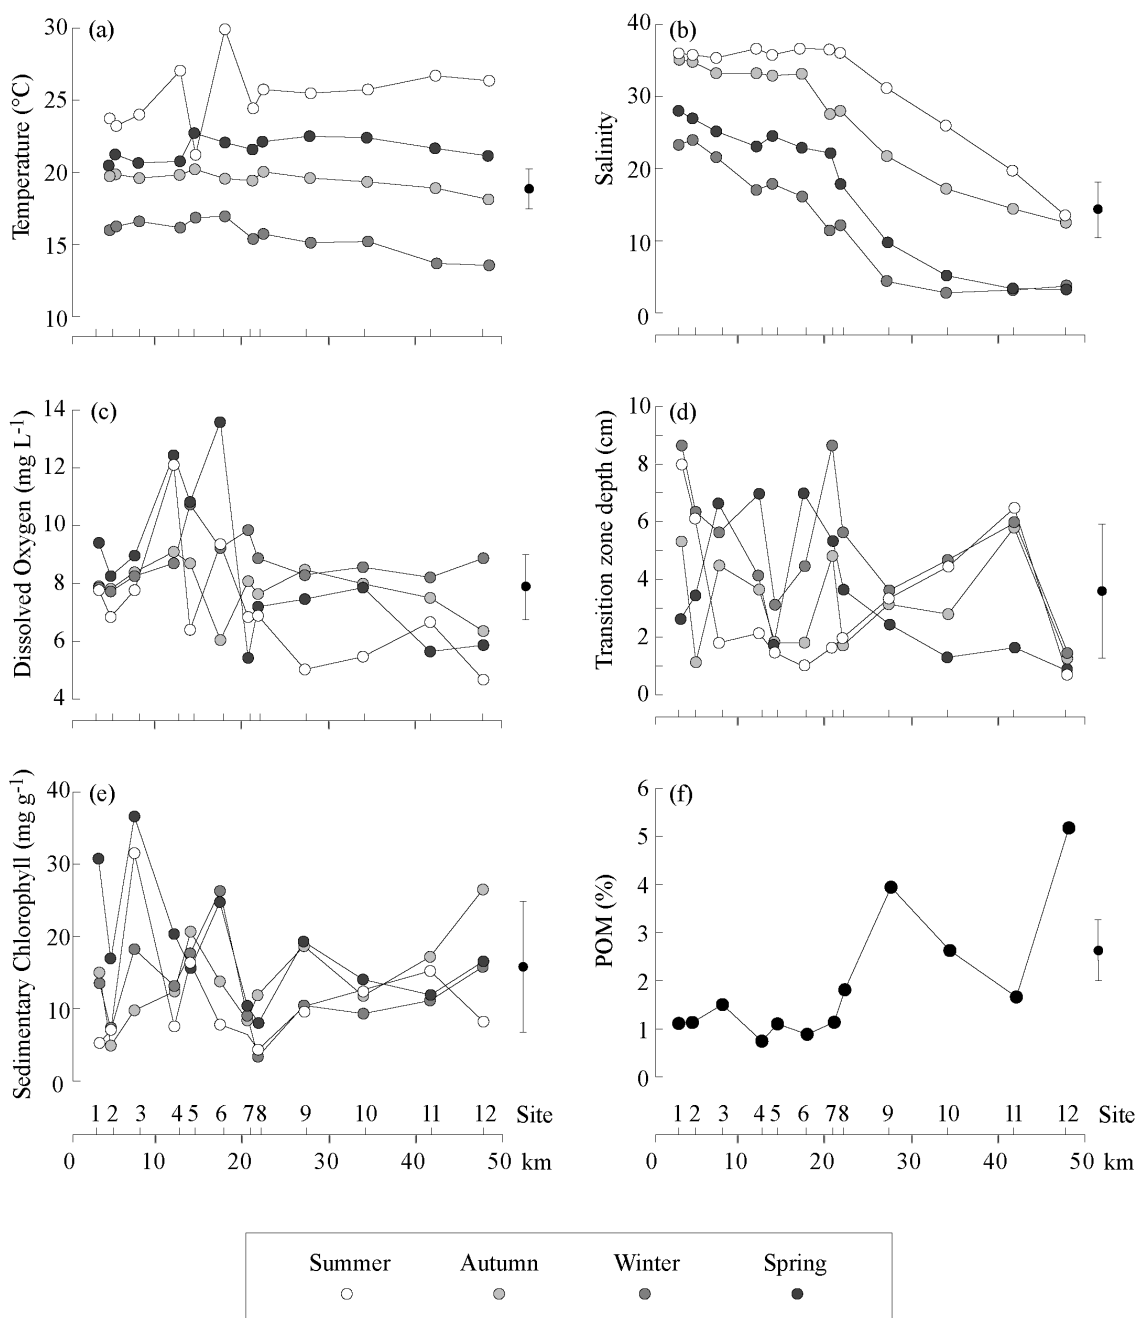 (a)
30
25
20
15
10
Temperature (°C)
(b)
40
30
20
10
0
Salinity
(c)
14
12
10
8
6
4
Dissolved Oxygen (mg L-1)
(d)
10
8
6
4
2
0
Transition zone depth (cm)
(e)
40
30
20
10
0
Sedimentary Chlorophyll (mg g-1)
(f)
6
5
4
3
2
1
0
POM (%)
1 2 3 4 5 6 7 8 9 10 11 12 Site
0 10 20 30 40 50 km
1 2 3 4 5 6 7 8 9 10 11 12 Site
0 10 20 30 40 50 km
Summer Autumn Winter Spring